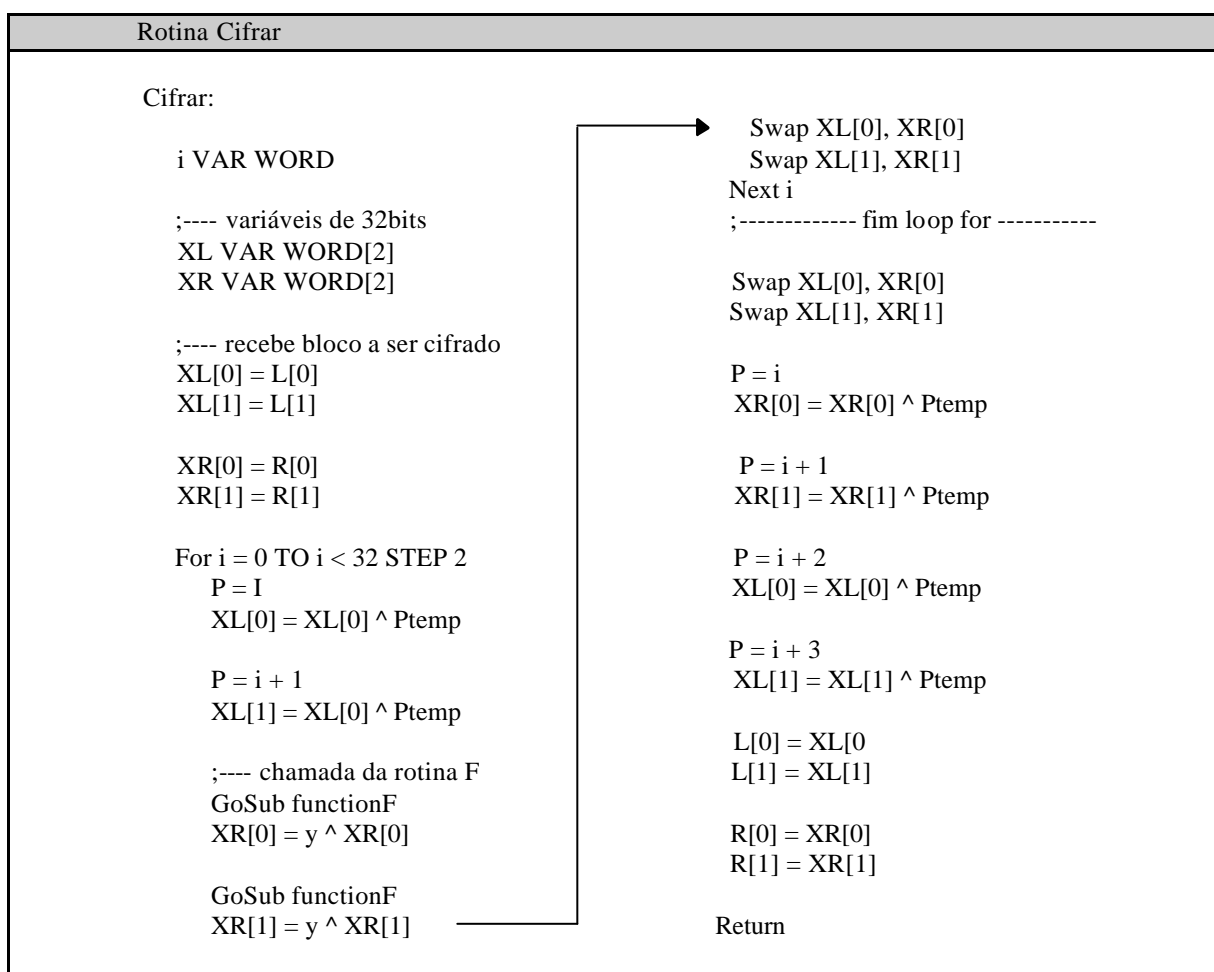 Rotina Cifrar
Cifrar:
i VAR WORD
;---- variáveis de 32bits
XL VAR WORD[2]
XR VAR WORD[2]
;---- recebe bloco a ser cifrado
XL[0] = L[0]
XL[1] = L[1]
XR[0] = R[0]
XR[1] = R[1]
For i = 0 TO i < 32 STEP 2
P = I
XL[0] = XL[0] ^ Ptemp
P = i + 1
XL[1] = XL[0] ^ Ptemp
;---- chamada da rotina F
GoSub functionF
XR[0] = y ^ XR[0]
GoSub functionF
XR[1] = y ^ XR[1]
Swap XL[0], XR[0]
Swap XL[1], XR[1]
Next i
;------------- fim loop for -----------
Swap XL[0], XR[0]
Swap XL[1], XR[1]
P = i
XR[0] = XR[0] ^ Ptemp
P = i + 1
XR[1] = XR[1] ^ Ptemp
P = i + 2
XL[0] = XL[0] ^ Ptemp
P = i + 3
XL[1] = XL[1] ^ Ptemp
L[0] = XL[0
L[1] = XL[1]
R[0] = XR[0]
R[1] = XR[1]
Return